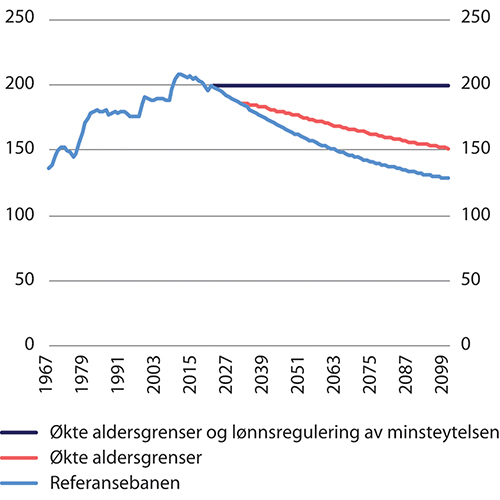 250 250
200 200
150 150
100 100
50 50
0 0
1967 1979 1991 2003 2015 2027 2039 2051 2063 2075 2087 2099
Økte aldersgrenser og lønnsregulering av minsteytelsen
Økte aldersgrenser
Referansebanen